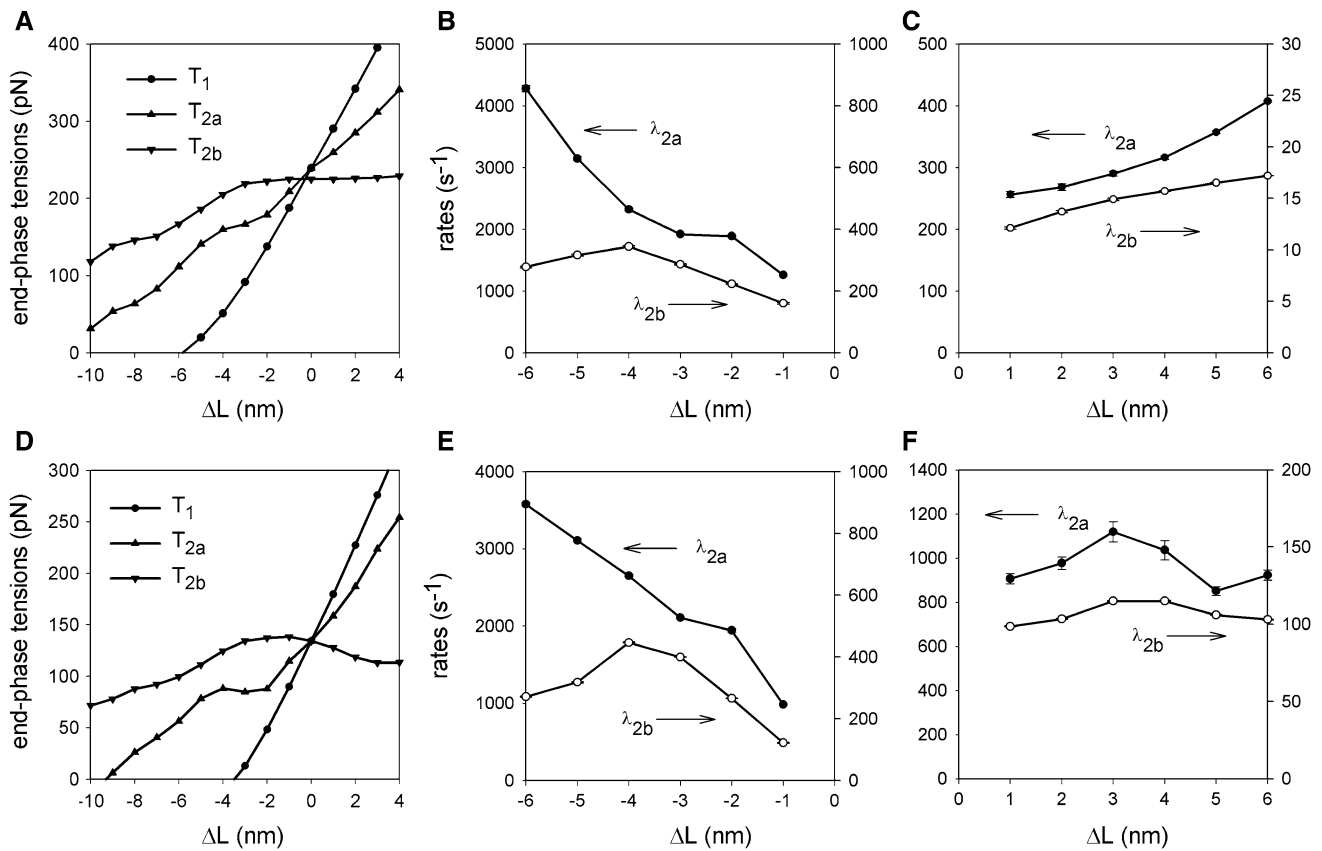 A
end-phase tensions (pN)
400
300
200
100
0
T1
T2a
T2b
-10 -8 -6 -4 -2 0 2 4
ΔL (nm)
B
rates (s-1)
5000
4000
3000
2000
1000
0
λ2a
λ2b
1000
800
600
400
200
0
-6 -5 -4 -3 -2 -1 0
ΔL (nm)
C
500
400
300
200
100
0
λ2a
λ2b
30
25
20
15
10
5
0
0 1 2 3 4 5 6
ΔL (nm)
D
end-phase tensions (pN)
300
250
200
150
100
50
0
T1
T2a
T2b
-10 -8 -6 -4 -2 0 2 4
ΔL (nm)
E
rates (s-1)
4000
3000
2000
1000
0
λ2a
λ2b
1000
800
600
400
200
0
-6 -5 -4 -3 -2 -1 0
ΔL (nm)
F
1400
1200
1000
800
600
400
200
0
λ2a
λ2b
200
150
100
50
0
0 1 2 3 4 5 6
ΔL (nm)